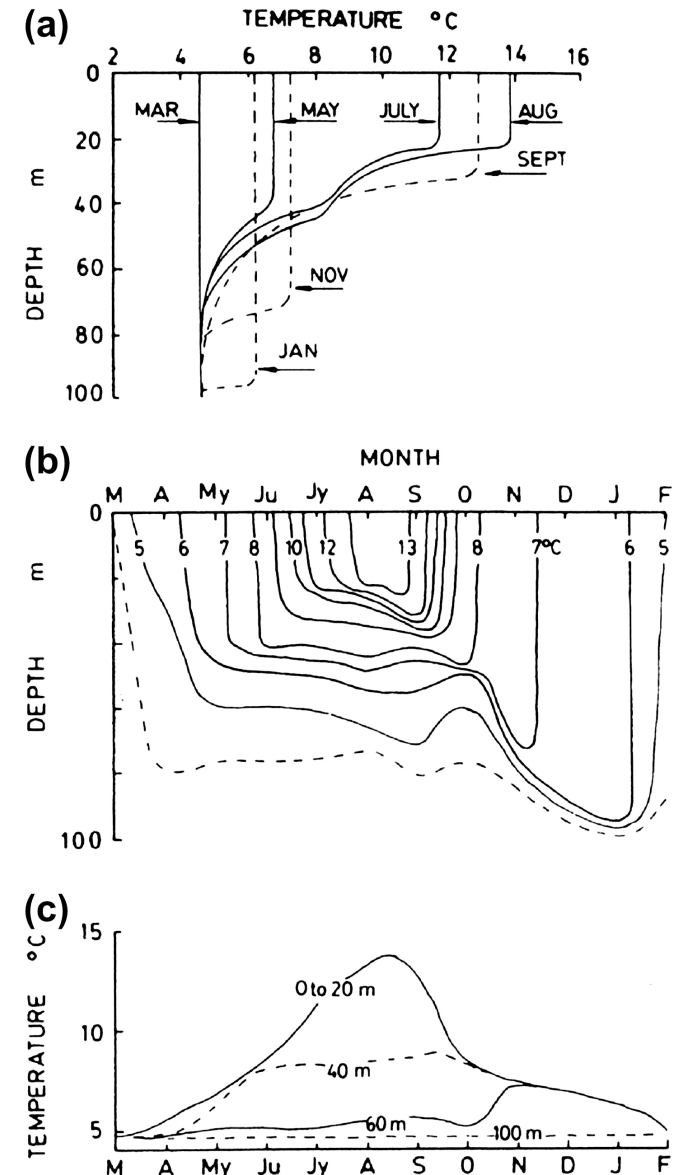 (a)
TEMPERATURE °C
2 4 6 8 10 12 14 16
0
MAR MAY JULY AUG
20
SEPT
m
40
60
DEPTH
NOV
80
JAN
100
(b)
MONTH
M A My Ju Jy A S O N D J F
0
5 6 7 8 10 12 13 8 7°C 6 5
m
DEPTH
100
(c)
15
TEMPERATURE °C
0 to 20 m
10
40 m
60 m
100 m
5
M A My Ju Jy A S O N D J F